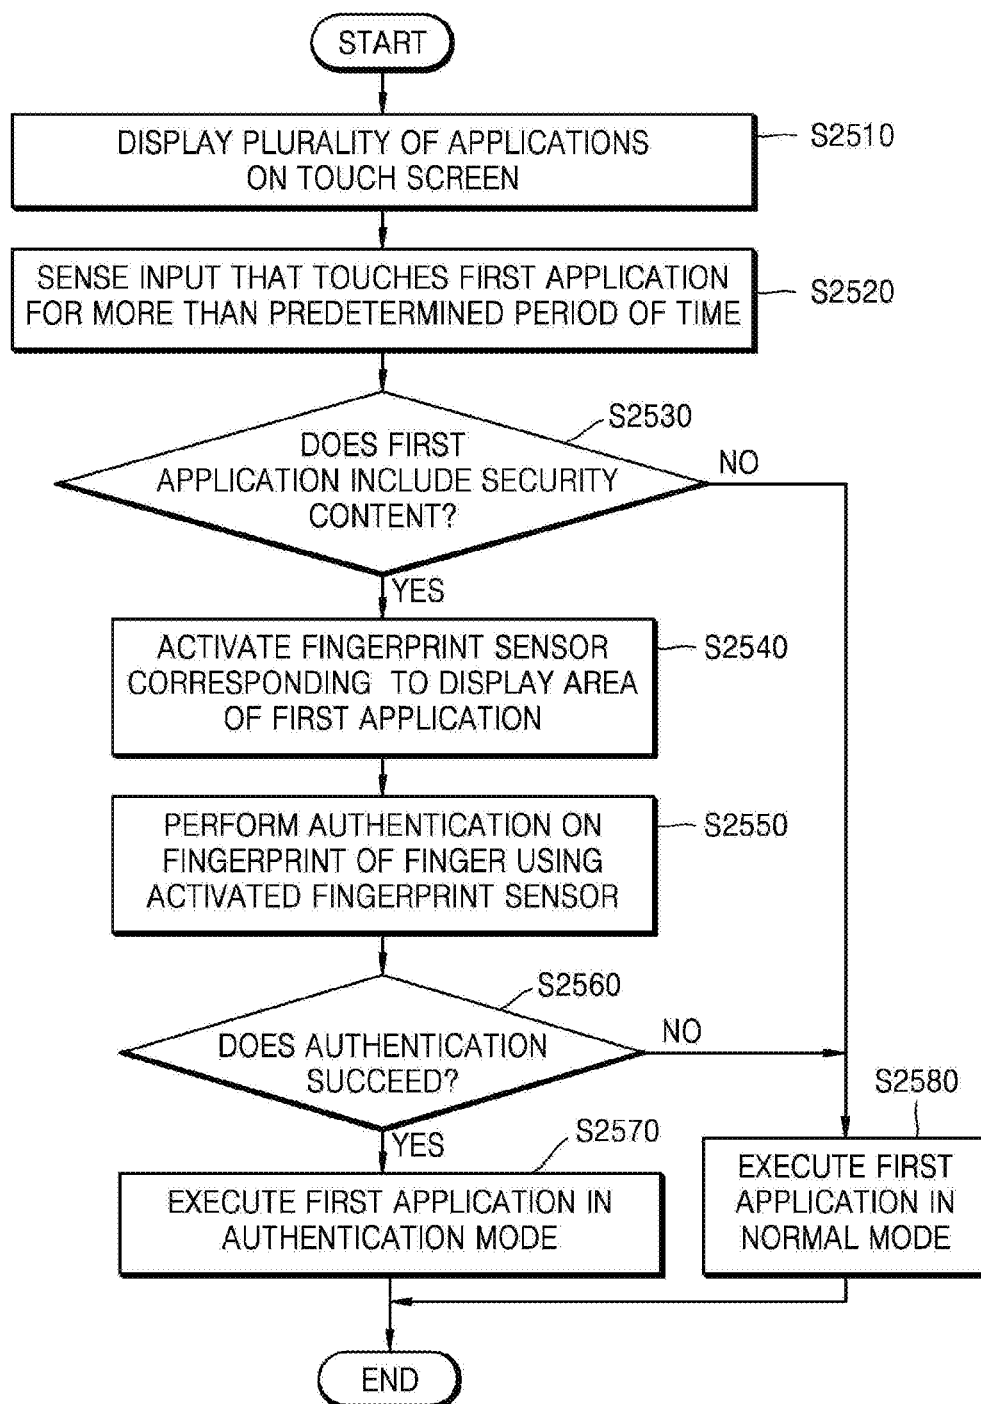 START
DISPLAY PLURALITY OF APPLICATIONS
ON TOUCH SCREEN
S2510
SENSE INPUT THAT TOUCHES FIRST APPLICATION
FOR MORE THAN PREDETERMINED PERIOD OF TIME
S2520
S2530
DOES FIRST
APPLICATION INCLUDE SECURITY
CONTENT?
NO
YES
ACTIVATE FINGERPRINT SENSOR
CORRESPONDING TO DISPLAY AREA
OF FIRST APPLICATION
S2540
PERFORM AUTHENTICATION ON
FINGERPRINT OF FINGER USING
ACTIVATED FINGERPRINT SENSOR
S2550
S2560
DOES AUTHENTICATION
SUCCEED?
NO
YES
S2570
EXECUTE FIRST APPLICATION IN
AUTHENTICATION MODE
S2580
EXECUTE FIRST
APPLICATION IN
NORMAL MODE
END